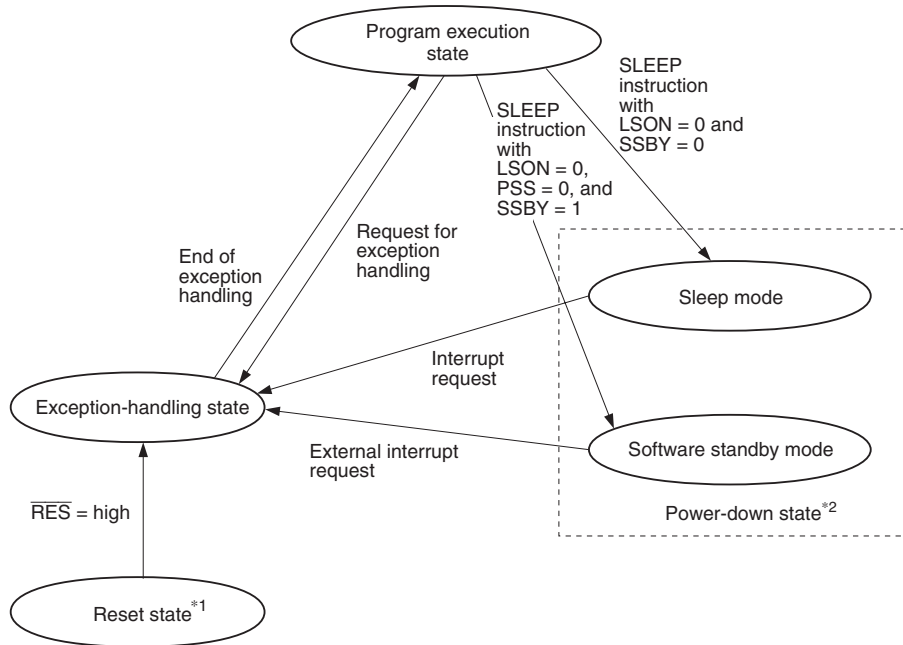 Program execution
state
SLEEP
instruction
with
LSON = 0 and
SSBY = 0
SLEEP
instruction
with
LSON = 0,
PSS = 0, and
SSBY = 1
Request for
exception
handling
End of
exception
handling
Sleep mode
Interrupt
request
Exception-handling state
External interrupt
request
Software standby mode
Power-down state*2
RES = high
Reset state*1